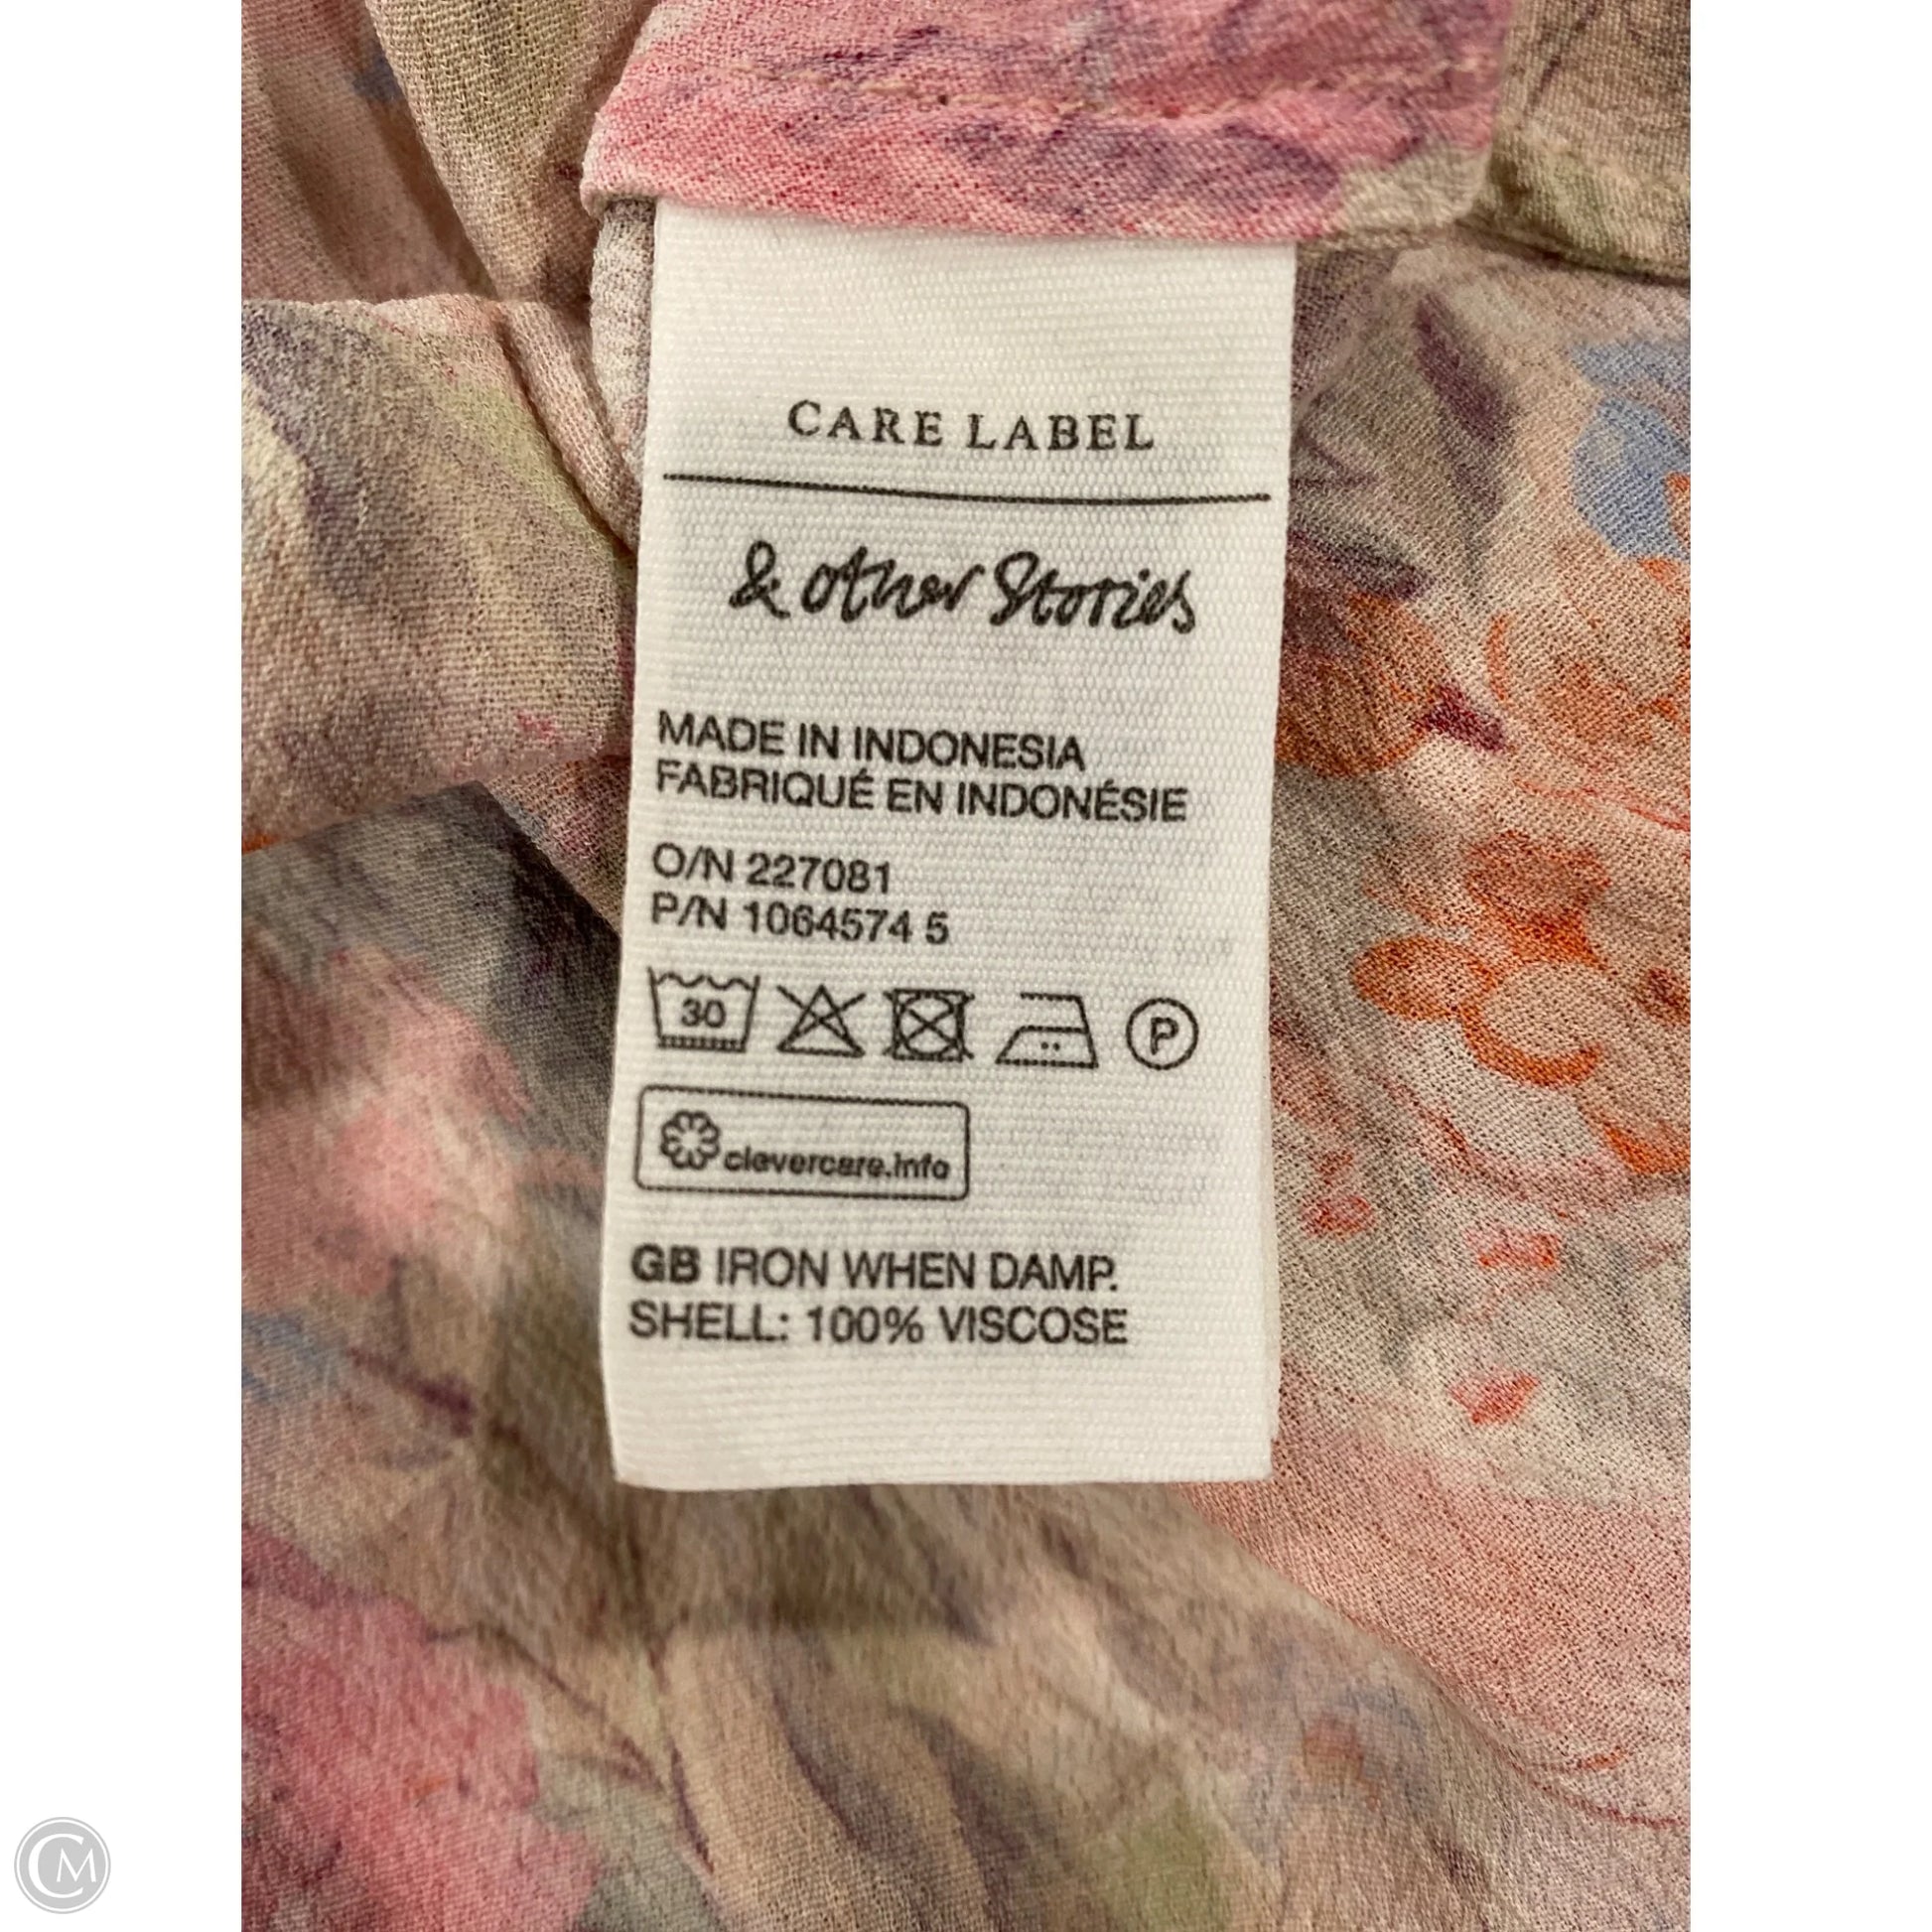 CARE LABEL
& other Stories
MADE IN INDONESIA
FABRIQUÉ EN INDONÉSIE
O/N 227081
P/N 1064574 5
30
P
clevercare.info
GB IRON WHEN DAMP.
SHELL: 100% VISCOSE
CM